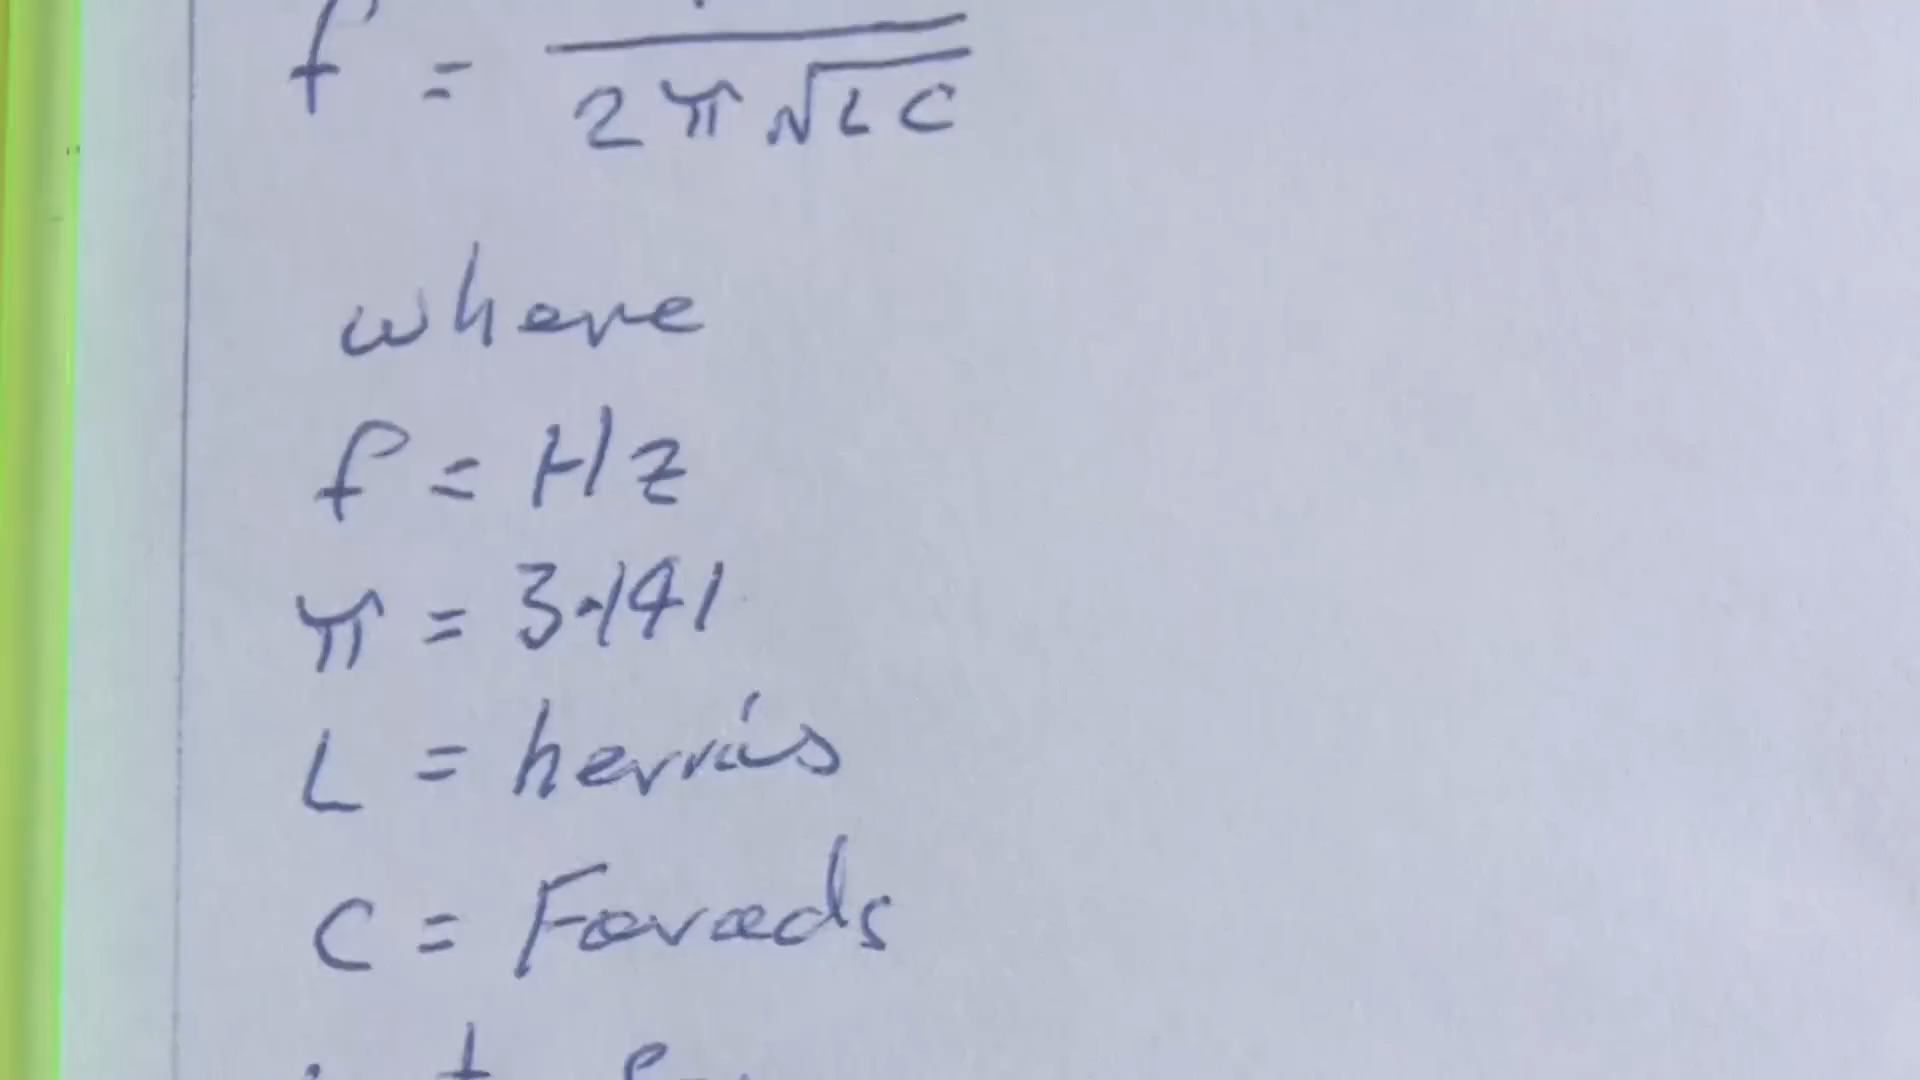 f =
2π√LC
where
f = Hz
π = 3.141
L = henris
C = Farads